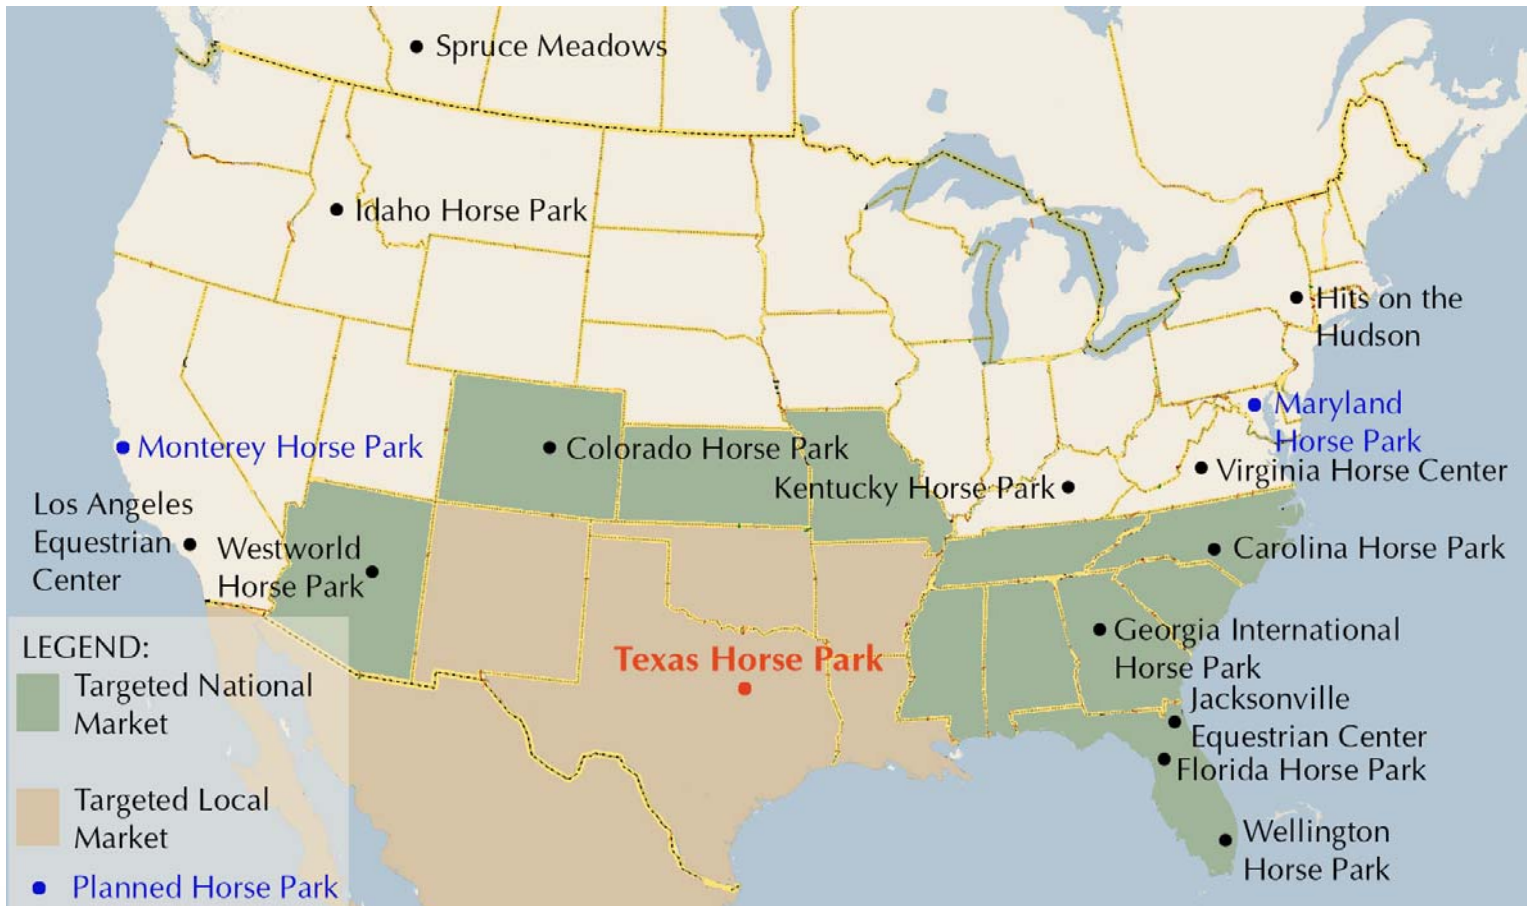 Spruce Meadows
Idaho Horse Park
Hits on the
Hudson
Maryland
Horse Park
Monterey Horse Park
Colorado Horse Park
Virginia Horse Center
Kentucky Horse Park
Los Angeles
Equestrian
Center
Westworld
Horse Park
Carolina Horse Park
Georgia International
Horse Park
Texas Horse Park
Jacksonville
Equestrian Center
Florida Horse Park
Wellington
Horse Park
LEGEND:
Targeted National
Market
Targeted Local
Market
Planned Horse Park